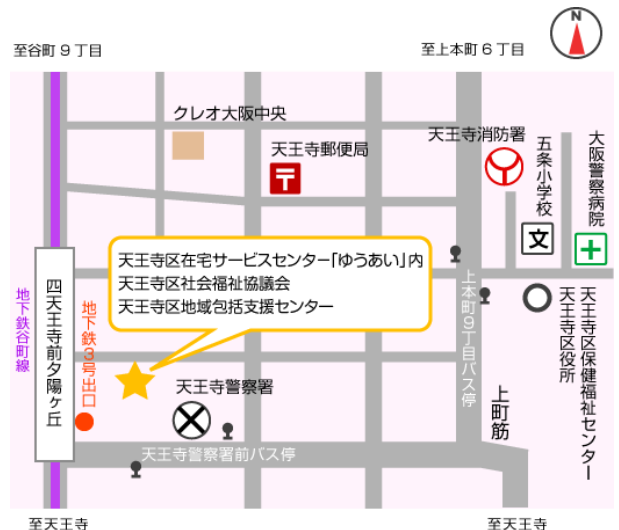 N
至谷町9丁目
至上本町6丁目
クレオ大阪中央
天王寺消防署
天王寺郵便局
五条小学校
大阪警察病院
文
天王寺区在宅サービスセンター「ゆうあい」内
天王寺区社会福祉協議会
天王寺区地域包括支援センター
地下鉄谷町線
四天王寺前夕陽ヶ丘
地下鉄3号出口
上本町9丁目バス停
天王寺区保健福祉センター
天王寺区役所
天王寺警察署
上町筋
天王寺警察署前バス停
至天王寺
至天王寺